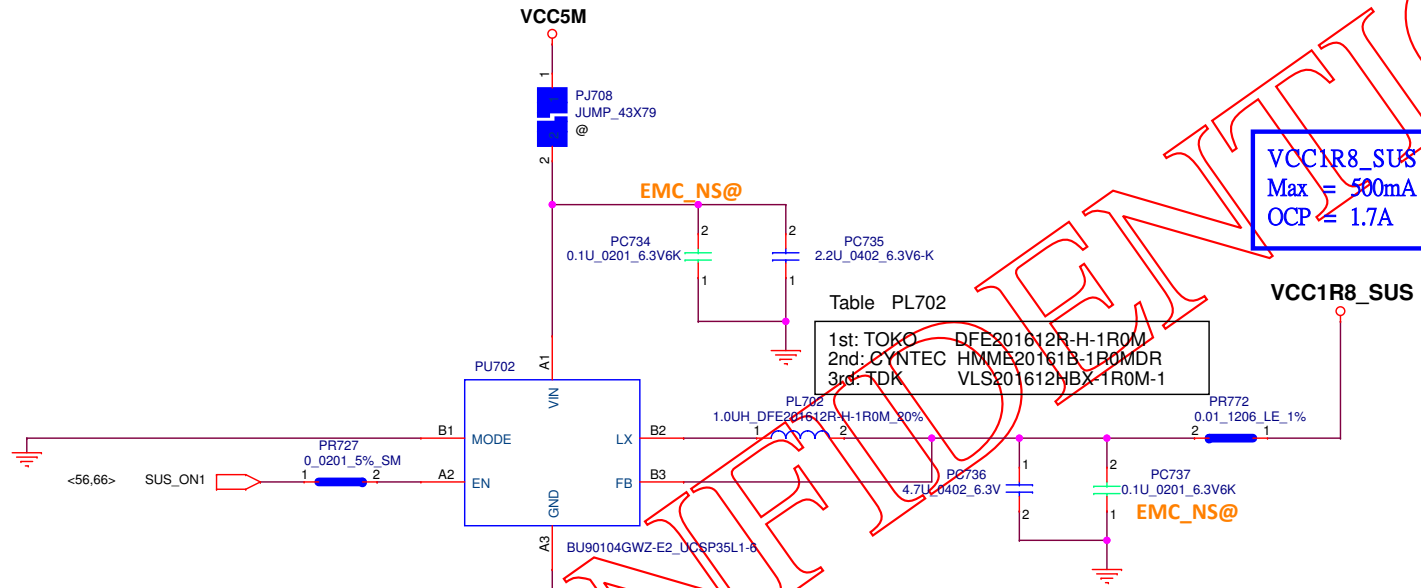 VCC5M
1
PJ708
JUMP_43X79
@
2
EMC_NS@
2
PC734
0.1U_0201_6.3V6K
1
2
PC735
2.2U_0402_6.3V6-K
1
VCC1R8_SUS
Max = 500mA
OCP = 1.7A
VCC1R8_SUS
Table PL702
1st: TOKO DFE201612R-H-1R0M
2nd: CYNTEC HMME20161B-1R0MDR
3rd: TDK VLS201612HBX-1R0M-1
PU702
A1
VIN
PL702
1.0UH_DFE201612R-H-1R0M_20%
1 2
PR772
0.01_1206_LE_1%
2 1
B1 MODE
LX B2
PR727
0_0201_5%_SM
<56,66> SUS_ON1 1 2
A2 EN
FB B3
GND
A3
BU90104GWZ-E2_UCSP35L1-6
1
PC736
4.7U_0402_6.3V
2
2
PC737
0.1U_0201_6.3V6K
1
EMC_NS@